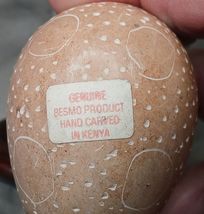 GENUINE
BESMO PRODUCT
HAND CARVED
IN KENYA